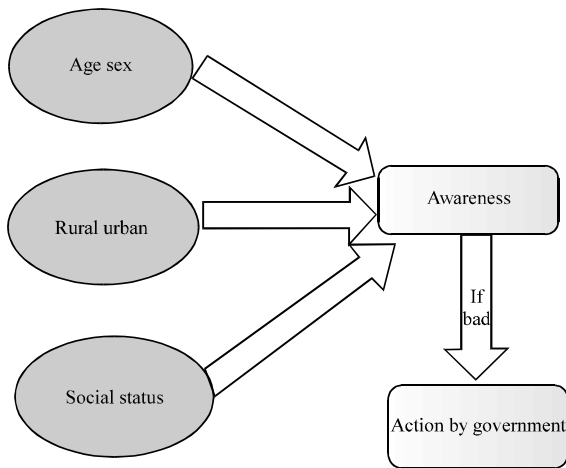 Age sex
Rural urban
Social status
Awareness
If
bad
Action by government